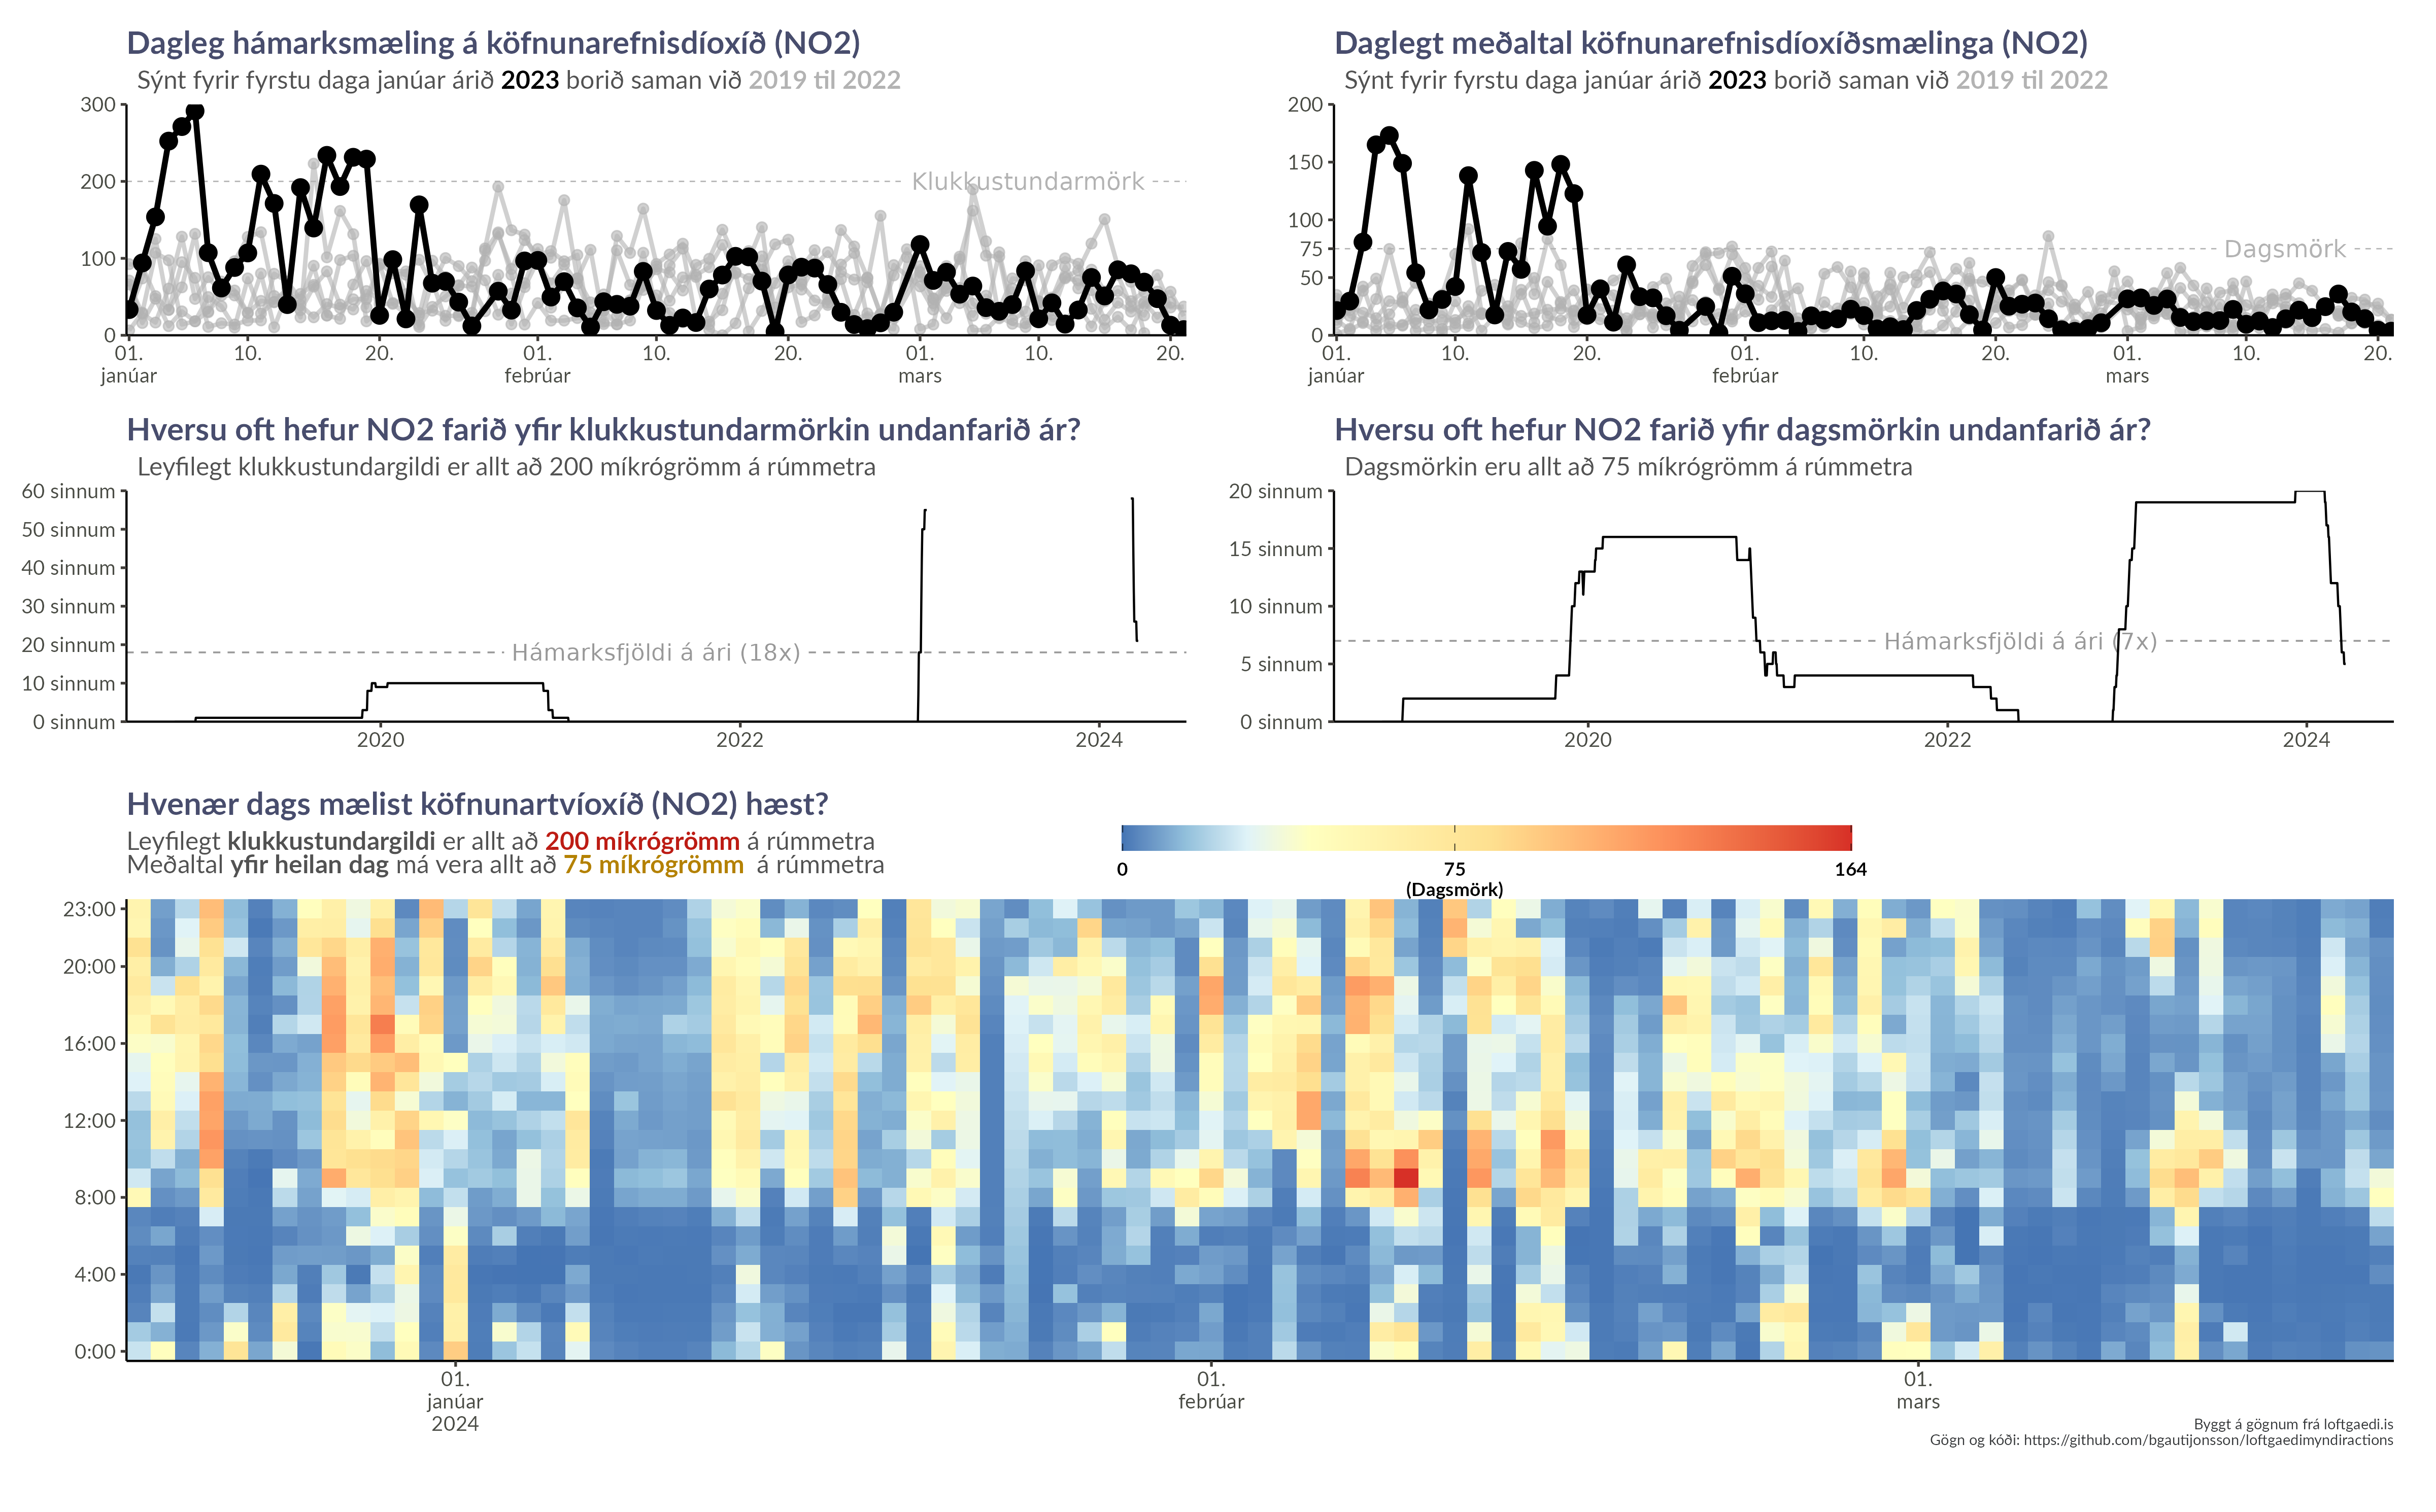 Dagleg hámarksmæling á köfnunarefnisdíoxíð (NO2)
Sýnt fyrir fyrstu daga janúar árið 2023 borið saman við 2019 til 2022
300
200
100
0
Klukkustundarmörk
01.
janúar
10.
20.
01.
febrúar
10.
20.
01.
mars
10.
20.
Daglegt meðaltal köfnunarefnisdíoxíðsmælinga (NO2)
Sýnt fyrir fyrstu daga janúar árið 2023 borið saman við 2019 til 2022
200
150
100
75
50
0
Dagsmörk
01.
janúar
10.
20.
01.
febrúar
10.
20.
01.
mars
10.
20.
Hversu oft hefur NO2 farið yfir klukkustundarmörkin undanfarið ár?
Leyfilegt klukkustundargildi er allt að 200 míkrógrömm á rúmmetra
60 sinnum
50 sinnum
40 sinnum
30 sinnum
20 sinnum
10 sinnum
0 sinnum
Hámarksfjöldi á ári (18x)
2020
2022
2024
Hversu oft hefur NO2 farið yfir dagsmörkin undanfarið ár?
Dagsmörkin eru allt að 75 míkrógrömm á rúmmetra
20 sinnum
15 sinnum
10 sinnum
5 sinnum
0 sinnum
Hámarksfjöldi á ári (7x)
2020
2022
2024
Hvenær dags mælist köfnunartvíoxíð (NO2) hæst?
Leyfilegt klukkustundargildi er allt að 200 míkrógrömm á rúmmetra
Meðaltal yfir heilan dag má vera allt að 75 míkrógrömm á rúmmetra
0
75
(Dagsmörk)
164
23:00
20:00
16:00
12:00
8:00
4:00
0:00
01.
janúar
2024
01.
febrúar
01.
mars
Byggt á gögnum frá loftgaedi.is
Gögn og kóði: https://github.com/bgautijonsson/loftgaedimyndiractions